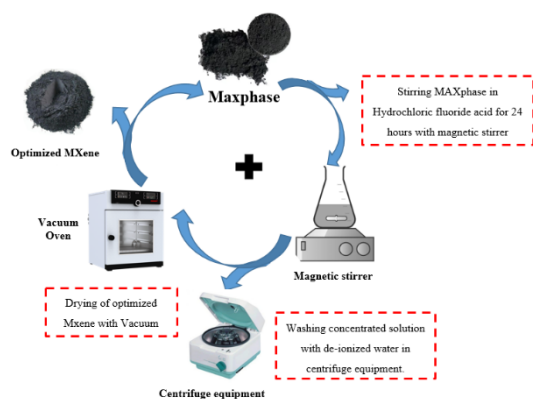 Maxphase
Stirring MAXphase in
Hydrochloric fluoride acid for 24
hours with magnetic stirrer
Optimized MXene
Vacuum
Oven
Magnetic stirrer
Drying of optimized
Mxene with Vacuum
Washing concentrated solution
with de-ionized water in
centrifuge equipment.
Centrifuge equipment